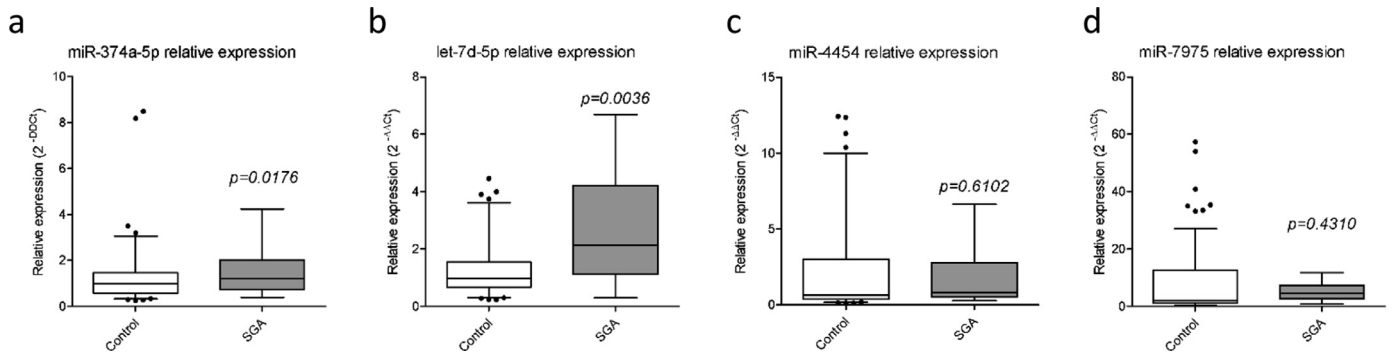 a
miR-374a-5p relative expression
Relative expression (2 -DDCt)
10
8
6
4
2
0
p=0.0176
Control
SGA
b
let-7d-5p relative expression
Relative expression (2 -ΔΔCt)
8
6
4
2
0
p=0.0036
Control
SGA
c
miR-4454 relative expression
Relative expression (2 -ΔΔCt)
15
10
5
0
p=0.6102
Control
SGA
d
miR-7975 relative expression
Relative expression (2 -ΔΔCt)
80
60
40
20
0
p=0.4310
Control
SGA